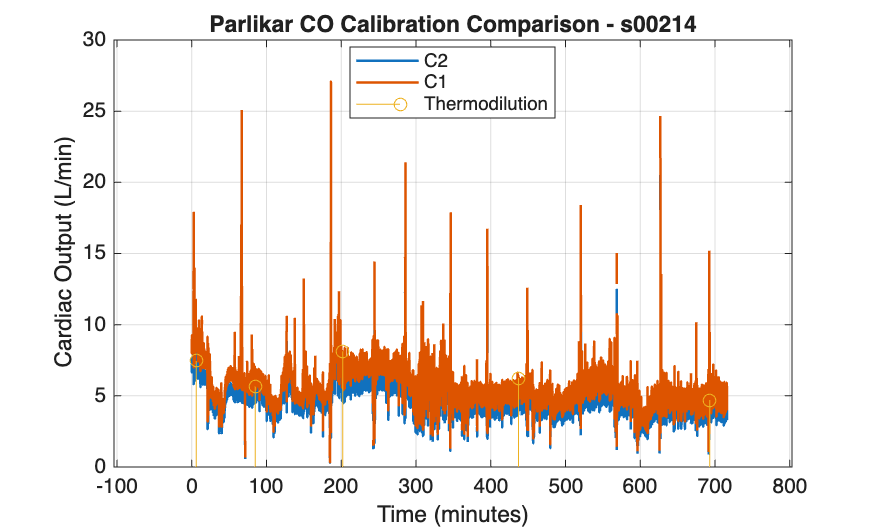 Parlikar CO Calibration Comparison - s00214
30
25
20
15
10
5
0
Cardiac Output (L/min)
C2
C1
Thermodilution
-100 0 100 200 300 400 500 600 700 800
Time (minutes)